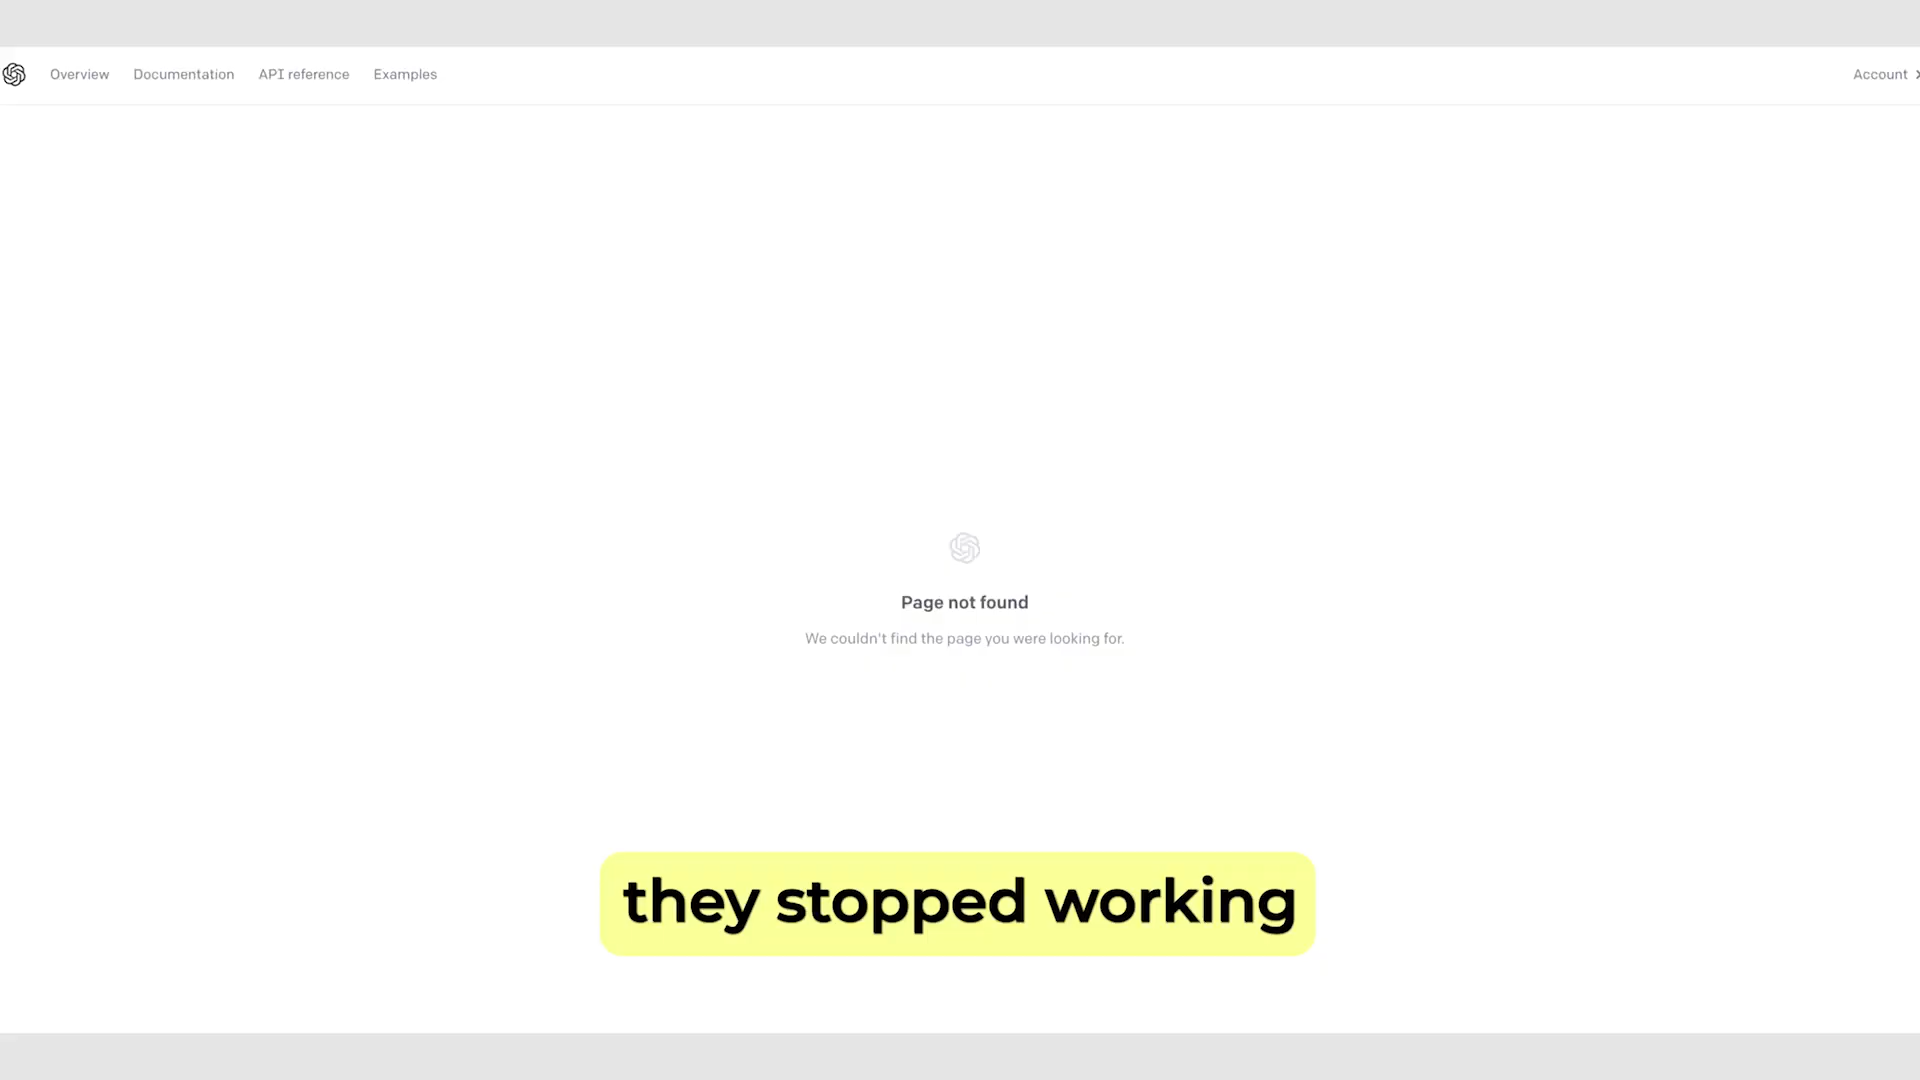 Overview Documentation API reference Examples Account
Page not found
We couldn't find the page you were looking for.
they stopped working